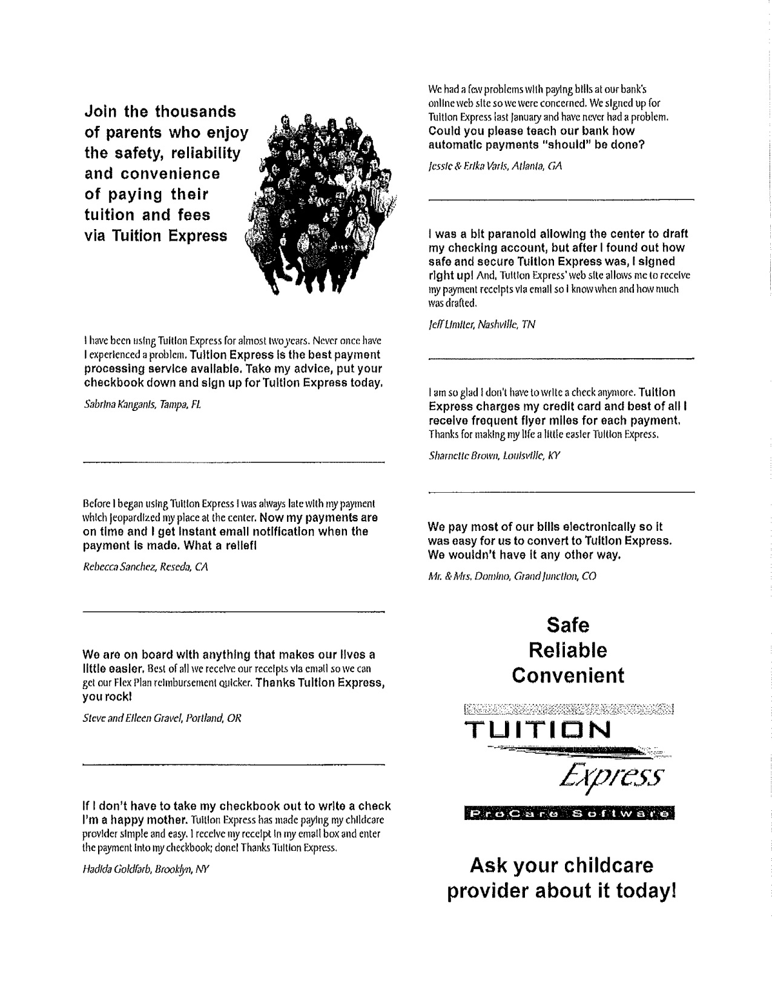 Join the thousands
of parents who enjoy
the safety, reliability
and convenience
of paying their
tuition and fees
via Tuition Express
I have been using Tuition Express for almost two years. Never once have
I experienced a problem. Tuition Express is the best payment
processing service available. Take my advice, put your
checkbook down and sign up for Tuition Express today.
Sabrina Kanganis, Tampa, FL
Before I began using Tuition Express I was always late with my payment
which jeopardized my place at the center. Now my payments are
on time and I get instant email notification when the
payment is made. What a relief!
Rebecca Sanchez, Reseda, CA
We are on board with anything that makes our lives a
little easier. Best of all we receive our receipts via email so we can
get our Flex Plan reimbursement quicker. Thanks Tuition Express,
you rock!
Steve and Eileen Gravel, Portland, OR
If I don't have to take my checkbook out to write a check
I'm a happy mother. Tuition Express has made paying my childcare
provider simple and easy. I receive my receipt in my email box and enter
the payment into my checkbook; done! Thanks Tuition Express.
Hadida Goldfarb, Brooklyn, NY
We had a few problems with paying bills at our bank's
online web site so we were concerned. We signed up for
Tuition Express last January and have never had a problem.
Could you please teach our bank how
automatic payments "should" be done?
Jessie & Erika Varis, Atlanta, GA
I was a bit paranoid allowing the center to draft
my checking account, but after I found out how
safe and secure Tuition Express was, I signed
right up! And, Tuition Express' web site allows me to receive
my payment receipts via email so I know when and how much
was drafted.
Jeff Limiter, Nashville, TN
I am so glad I don't have to write a check anymore. Tuition
Express charges my credit card and best of all I
receive frequent flyer miles for each payment.
Thanks for making my life a little easier Tuition Express.
Sharnette Brown, Louisville, KY
We pay most of our bills electronically so it
was easy for us to convert to Tuition Express.
We wouldn't have it any other way.
Mr. & Mrs. Domino, Grand Junction, CO
Safe
Reliable
Convenient
TUITION
Express
ProCare Software
Ask your childcare
provider about it today!